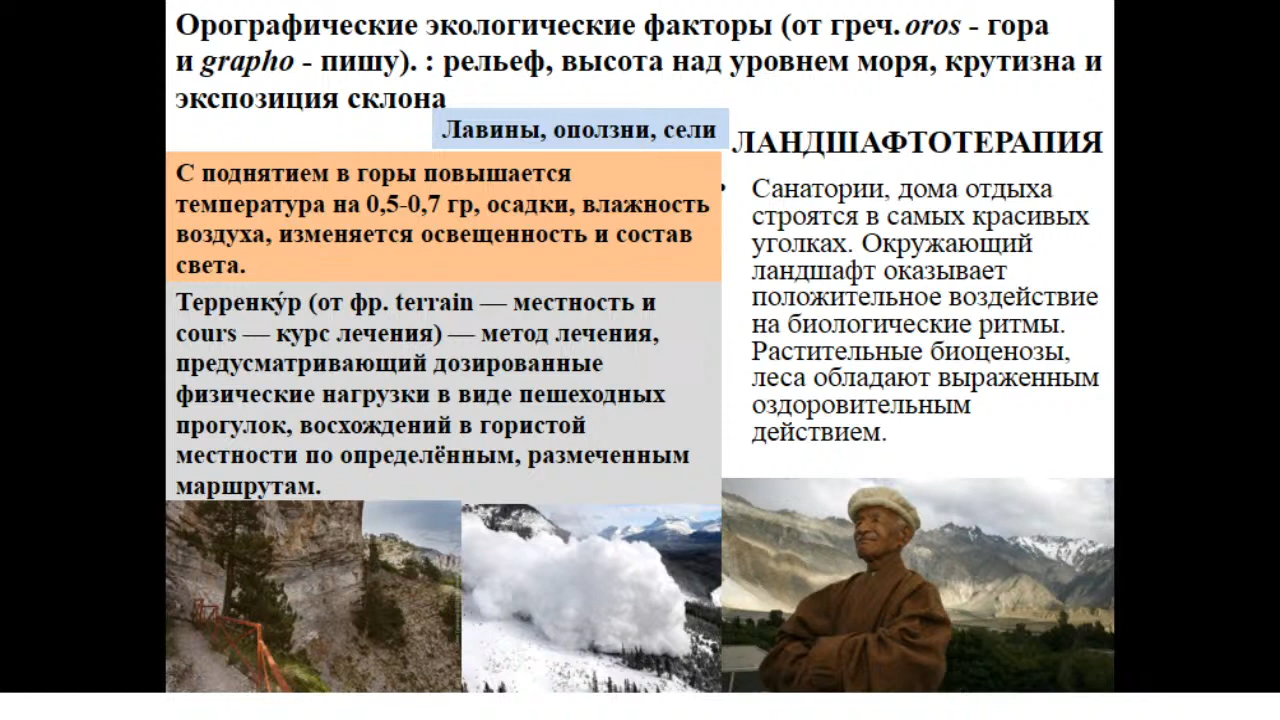 Орографические экологические факторы (от греч. oros - гора
и grapho - пишу). : рельеф, высота над уровнем моря, крутизна и
экспозиция склона
Лавины, оползни, сели
С поднятием в горы повышается
температура на 0,5-0,7 гр, осадки, влажность
воздуха, изменяется освещенность и состав
света.
Терренку́р (от фр. terrain — местность и
cours — курс лечения) — метод лечения,
предусматривающий дозированные
физические нагрузки в виде пешеходных
прогулок, восхождений в гористой
местности по определённым, размеченным
маршрутам.
ЛАНДШАФТОТЕРАПИЯ
• Санатории, дома отдыха
строятся в самых красивых
уголках. Окружающий
ландшафт оказывает
положительное воздействие
на биологические ритмы.
Растительные биоценозы,
леса обладают выраженным
оздоровительным
действием.